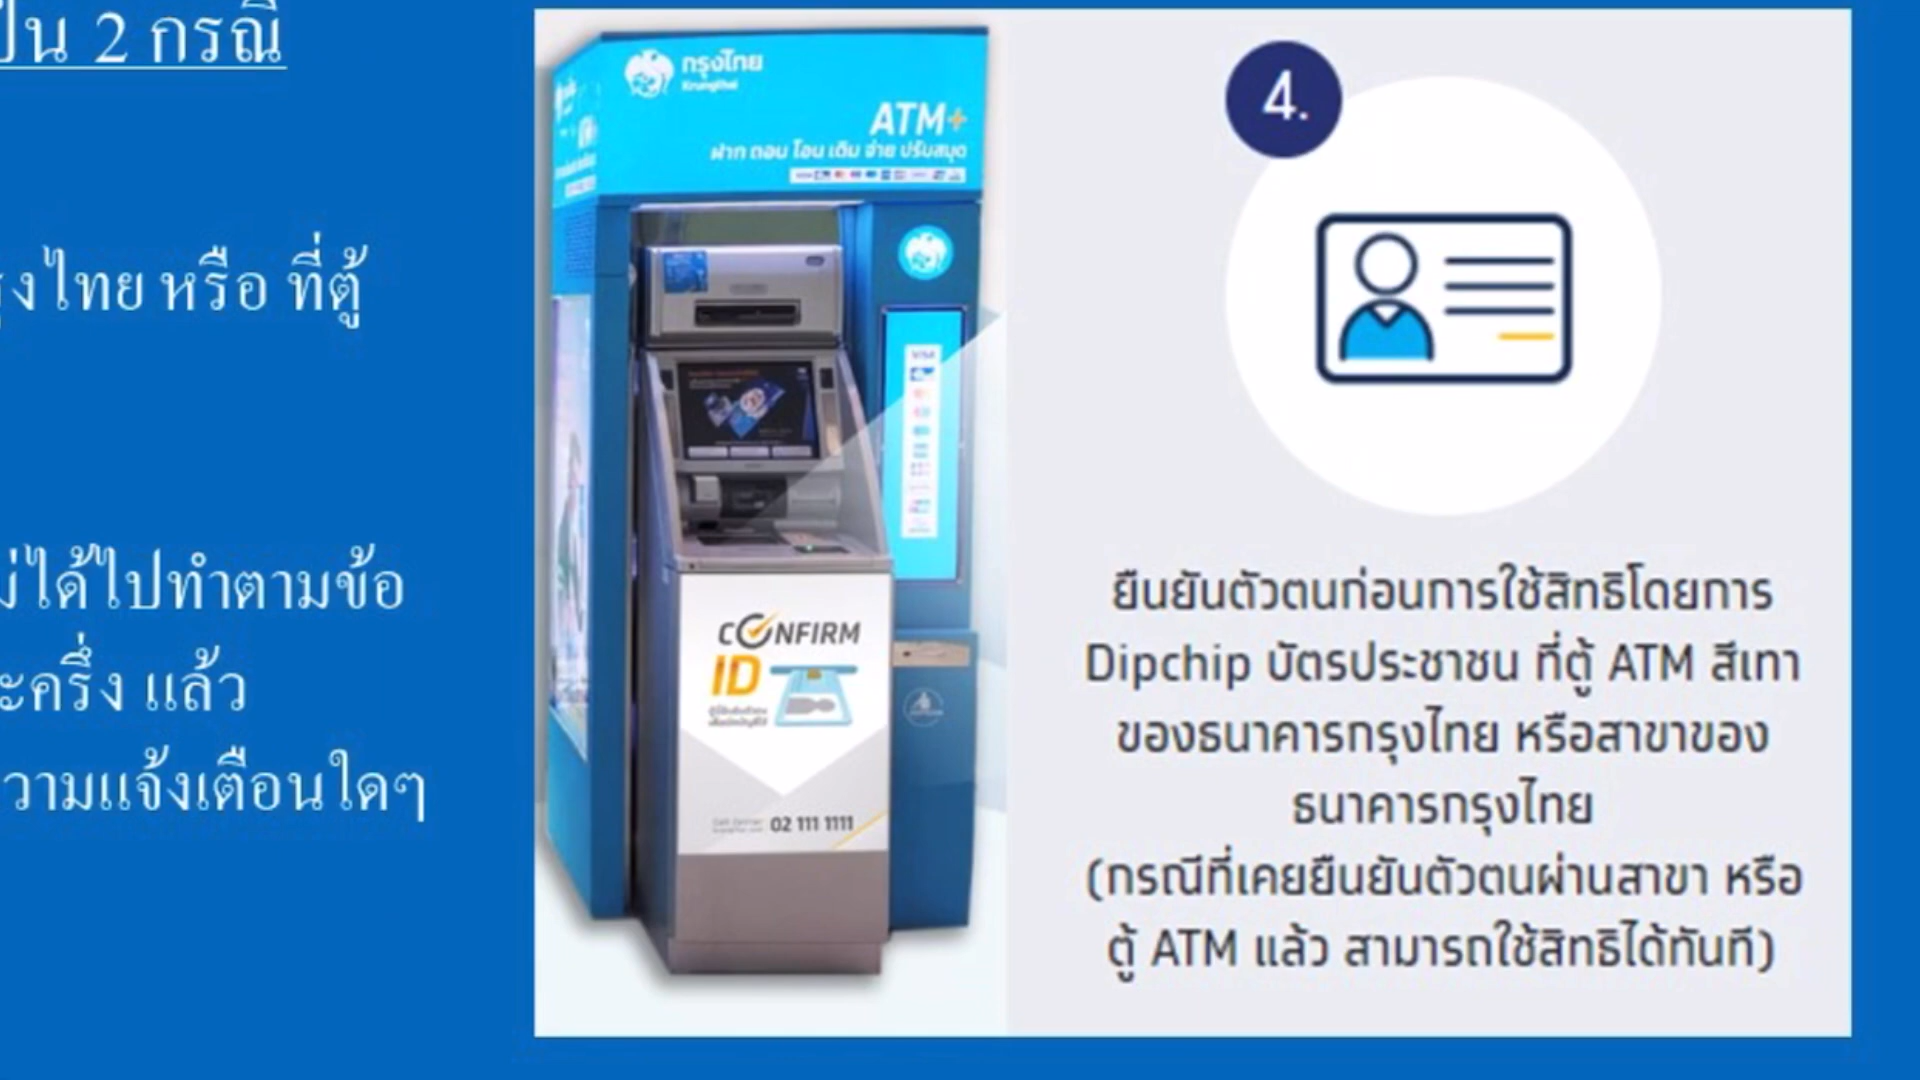 เป็น 2 กรณี
รุงไทย หรือ ที่ตู้
ม่ได้ไปทำตามข้อ
ะครึ่ง แล้ว
วามแจ้งเตือนใดๆ
กรุงไทย
Krungthai
ATM+
ฝาก ถอน โอน เติม จ่าย ปรับสมุด
VISA
CONFIRM
ID
02 111 1111
4.
ยืนยันตัวตนก่อนการใช้สิทธิโดยการ
Dipchip บัตรประชาชน ที่ตู้ ATM สีเทา
ของธนาคารกรุงไทย หรือสาขาของ
ธนาคารกรุงไทย
(กรณีที่เคยยืนยันตัวตนผ่านสาขา หรือ
ตู้ ATM แล้ว สามารถใช้สิทธิได้ทันที)